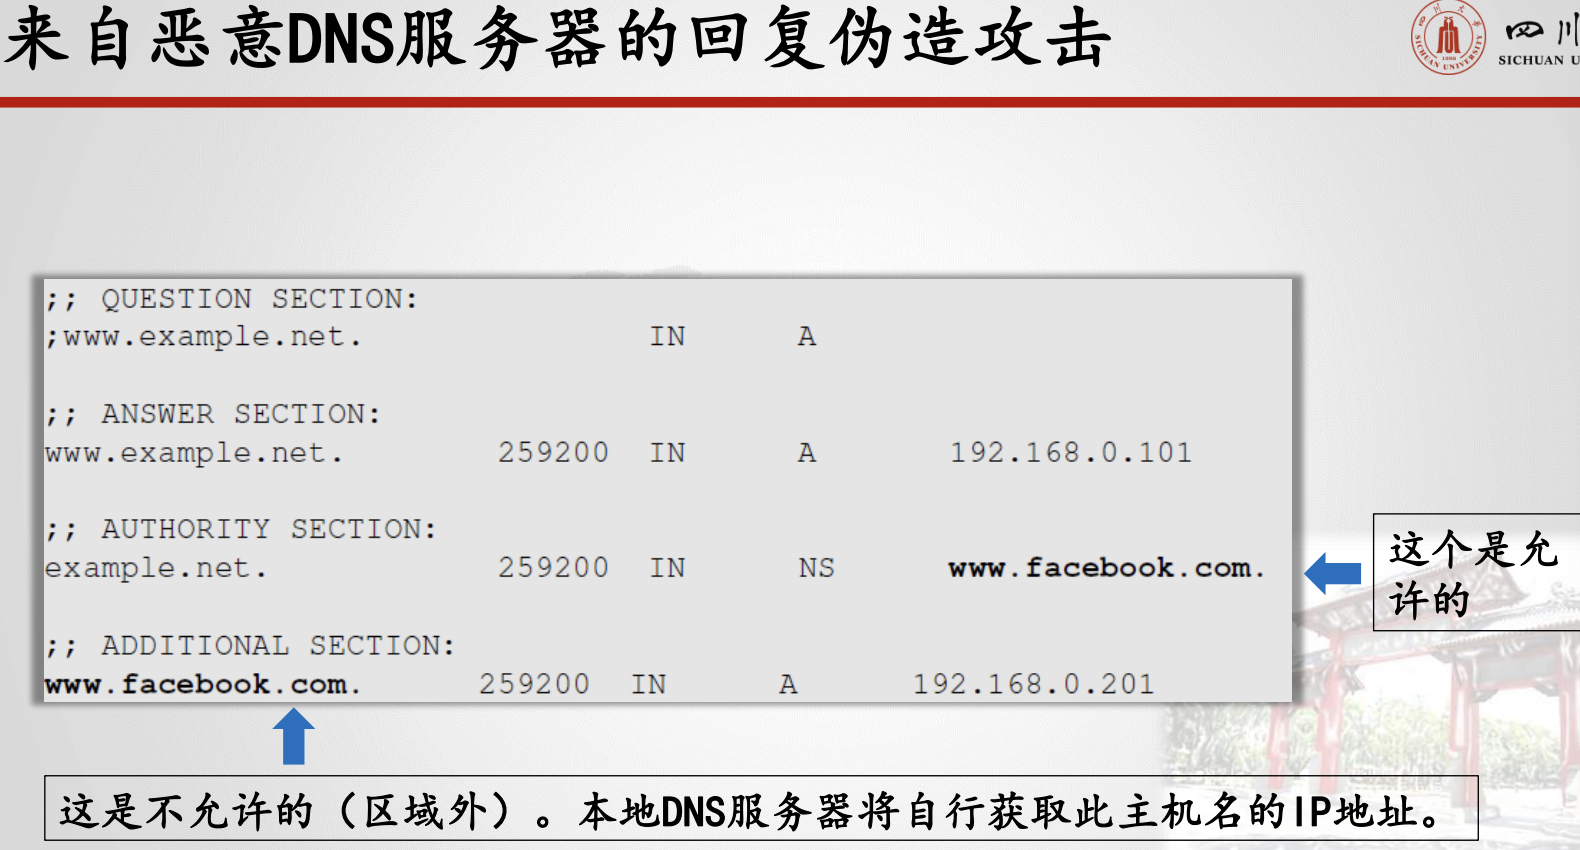 来自恶意DNS服务器的回复伪造攻击
四川
SICHUAN U
;; QUESTION SECTION:
;www.example.net. IN A
;; ANSWER SECTION:
www.example.net. 259200 IN A 192.168.0.101
;; AUTHORITY SECTION:
example.net. 259200 IN NS www.facebook.com.
这个是允
许的
;; ADDITIONAL SECTION:
www.facebook.com. 259200 IN A 192.168.0.201
这是不允许的（区域外）。本地DNS服务器将自行获取此主机名的IP地址。